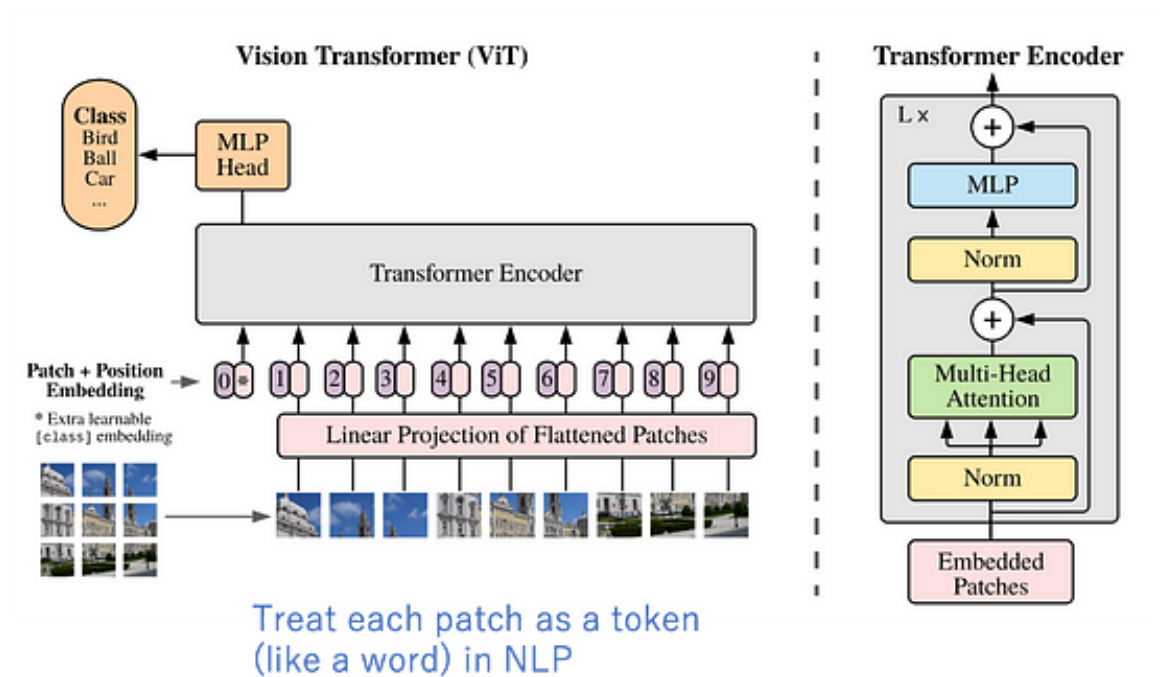 Vision Transformer (ViT)
Class
Bird
Ball
Car
...
MLP
Head
Transformer Encoder
Patch + Position
Embedding
0 * 1 2 3 4 5 6 7 8 9
* Extra learnable
[class] embedding
Linear Projection of Flattened Patches
Treat each patch as a token
(like a word) in NLP
Transformer Encoder
L ×
+
MLP
Norm
+
Multi-Head
Attention
Norm
Embedded
Patches